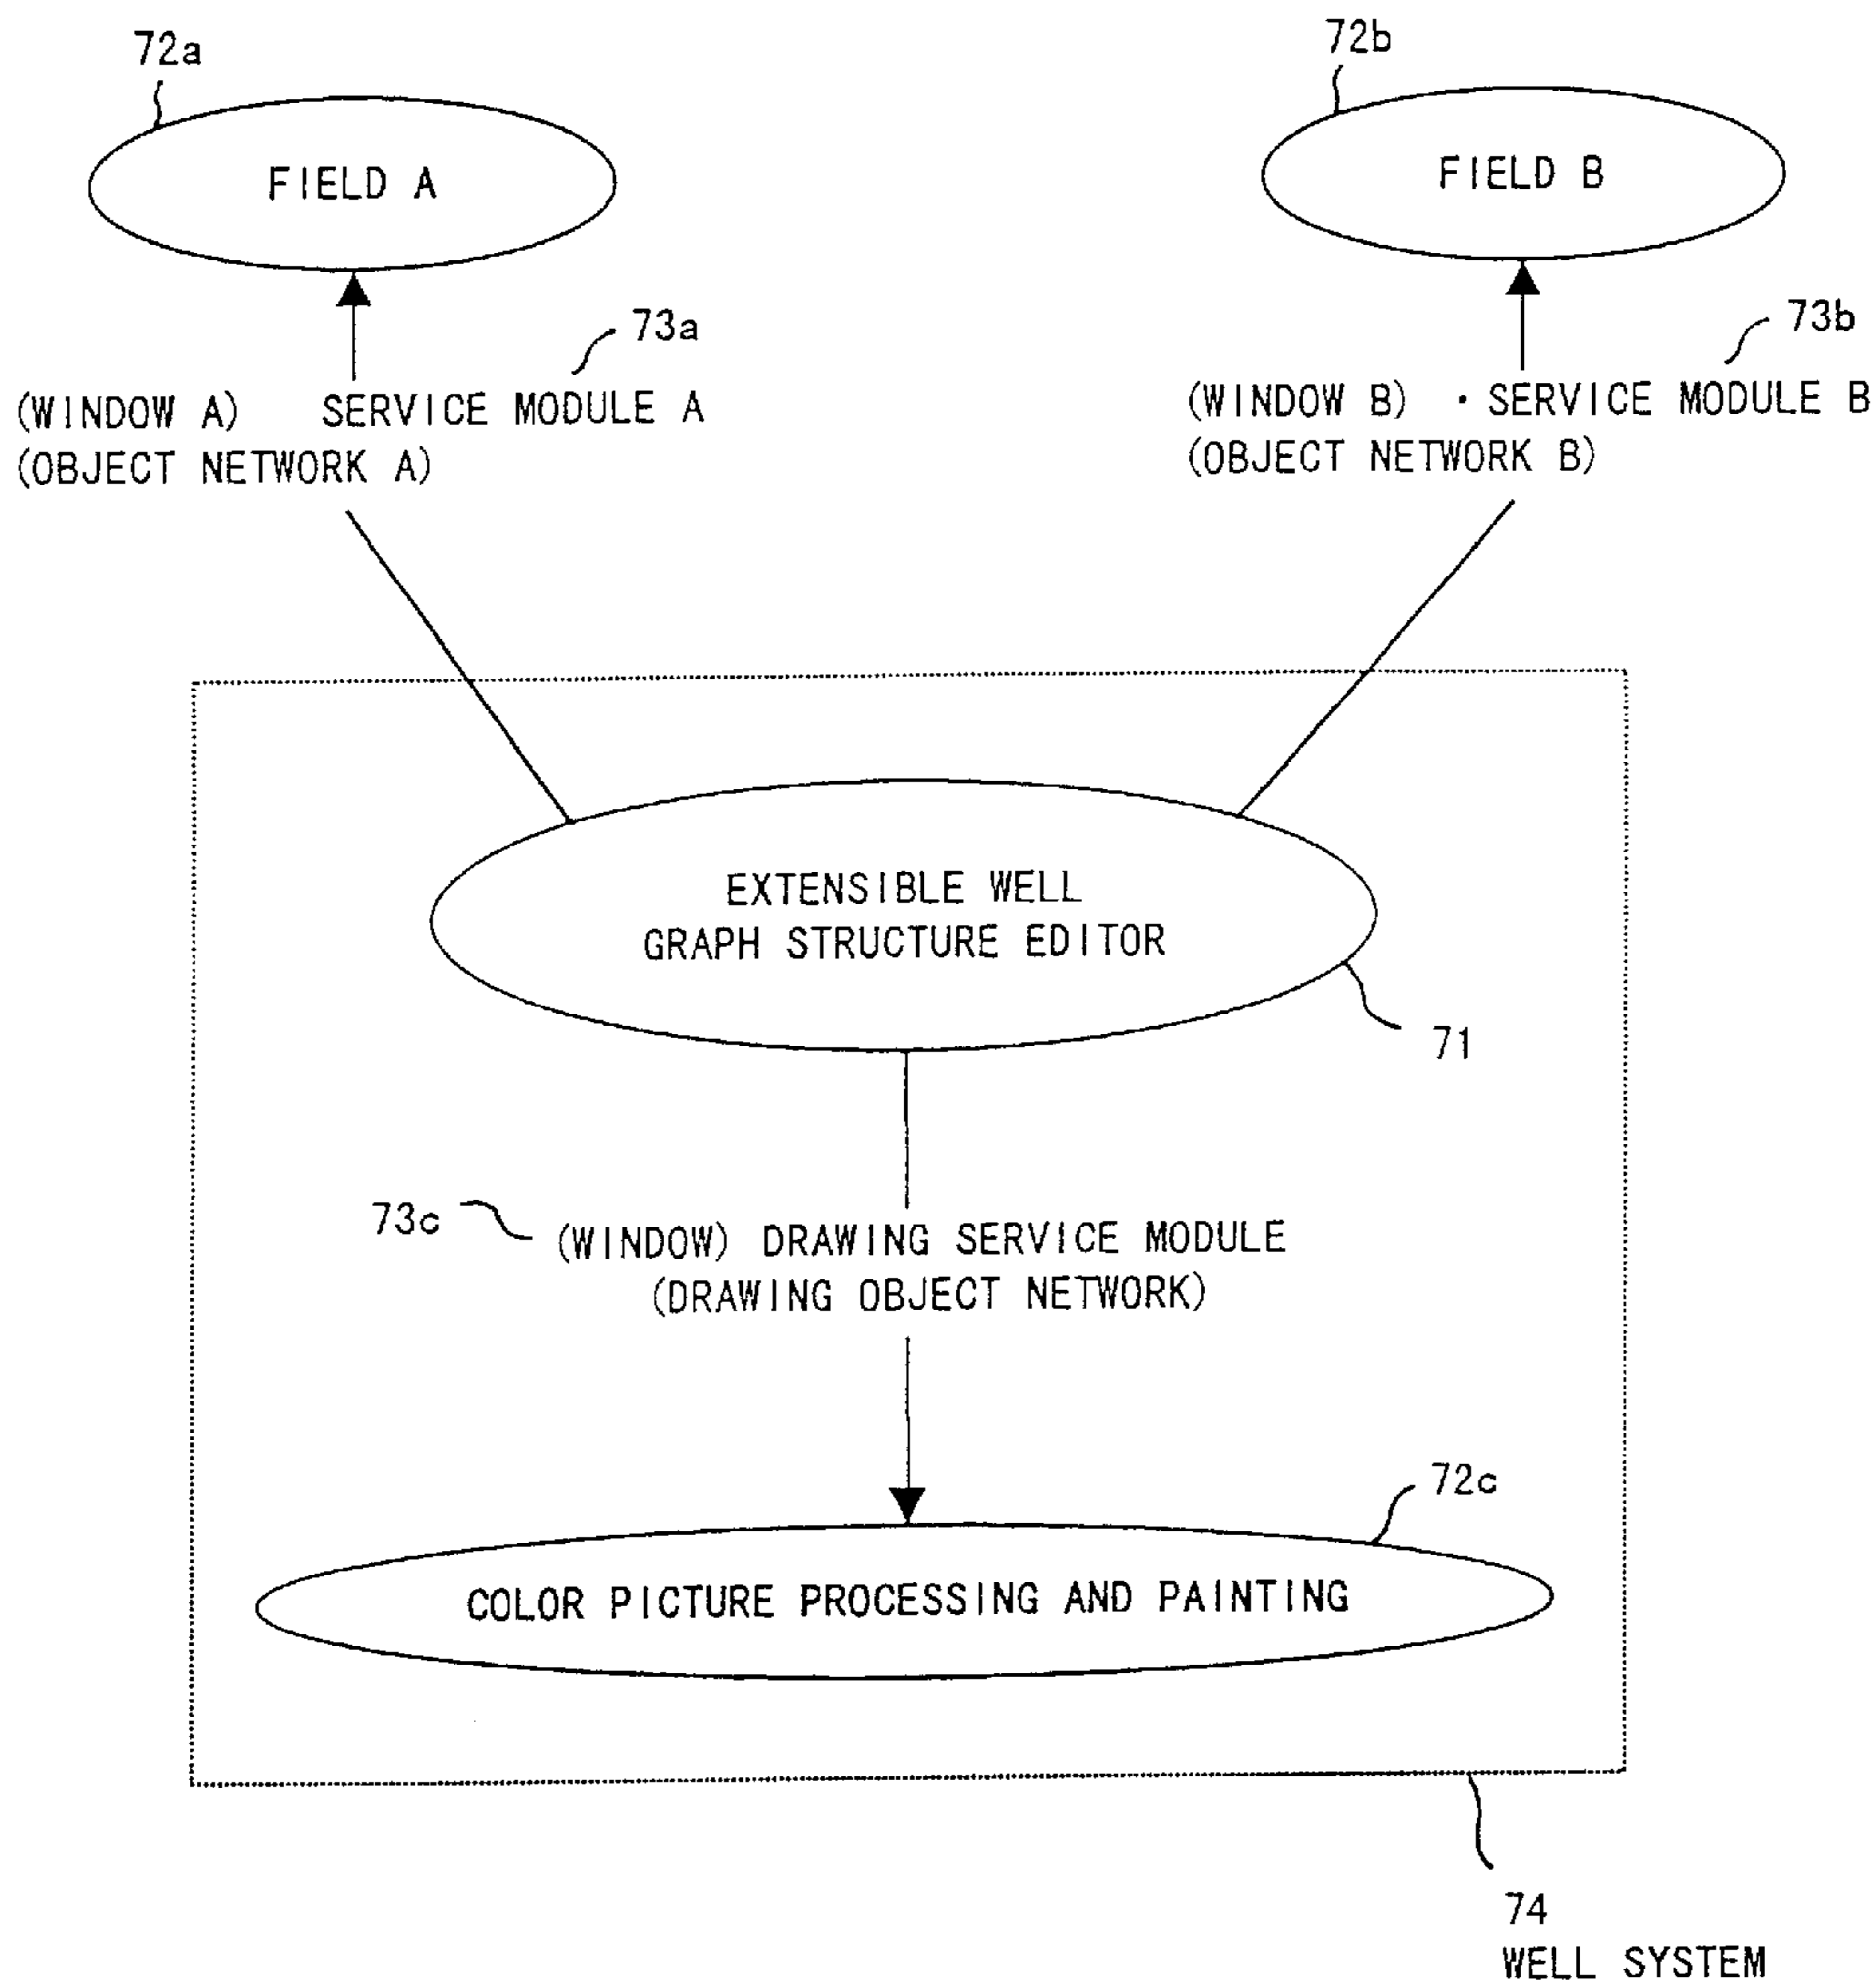 72a
72b
FIELD A
FIELD B
73a
73b
(WINDOW A) SERVICE MODULE A
(OBJECT NETWORK A)
(WINDOW B) · SERVICE MODULE B
(OBJECT NETWORK B)
EXTENSIBLE WELL
GRAPH STRUCTURE EDITOR
71
73c
(WINDOW) DRAWING SERVICE MODULE
(DRAWING OBJECT NETWORK)
72c
COLOR PICTURE PROCESSING AND PAINTING
74
WELL SYSTEM